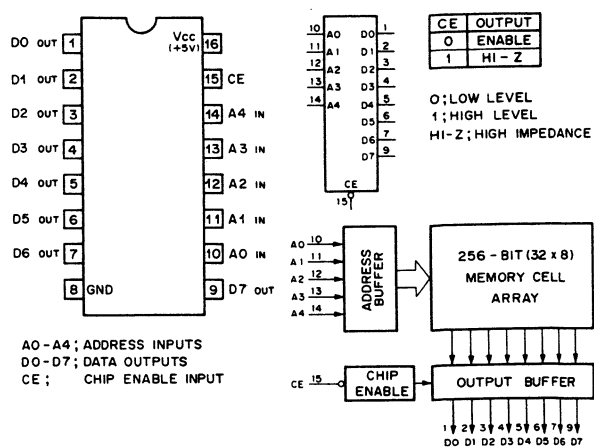 D0 OUT 1 Vcc (+5V) 16
D1 OUT 2 15 CE
D2 OUT 3 14 A4 IN
D3 OUT 4 13 A3 IN
D4 OUT 5 12 A2 IN
D5 OUT 6 11 A1 IN
D6 OUT 7 10 A0 IN
8 GND 9 D7 OUT
A0-A4; ADDRESS INPUTS
D0-D7; DATA OUTPUTS
CE; CHIP ENABLE INPUT
10 A0 D0 1
11 A1 D1 2
12 A2 D2 3
13 A3 D3 4
14 A4 D4 5
D5 6
D6 7
D7 9
CE
15
CE OUTPUT
0 ENABLE
1 HI-Z
0; LOW LEVEL
1; HIGH LEVEL
HI-Z; HIGH IMPEDANCE
A0 10
A1 11
A2 12
A3 13
A4 14
ADDRESS
BUFFER
256-BIT (32 x 8)
MEMORY CELL
ARRAY
CE 15
CHIP
ENABLE
OUTPUT BUFFER
1 2 3 4 5 6 7 9
D0 D1 D2 D3 D4 D5 D6 D7